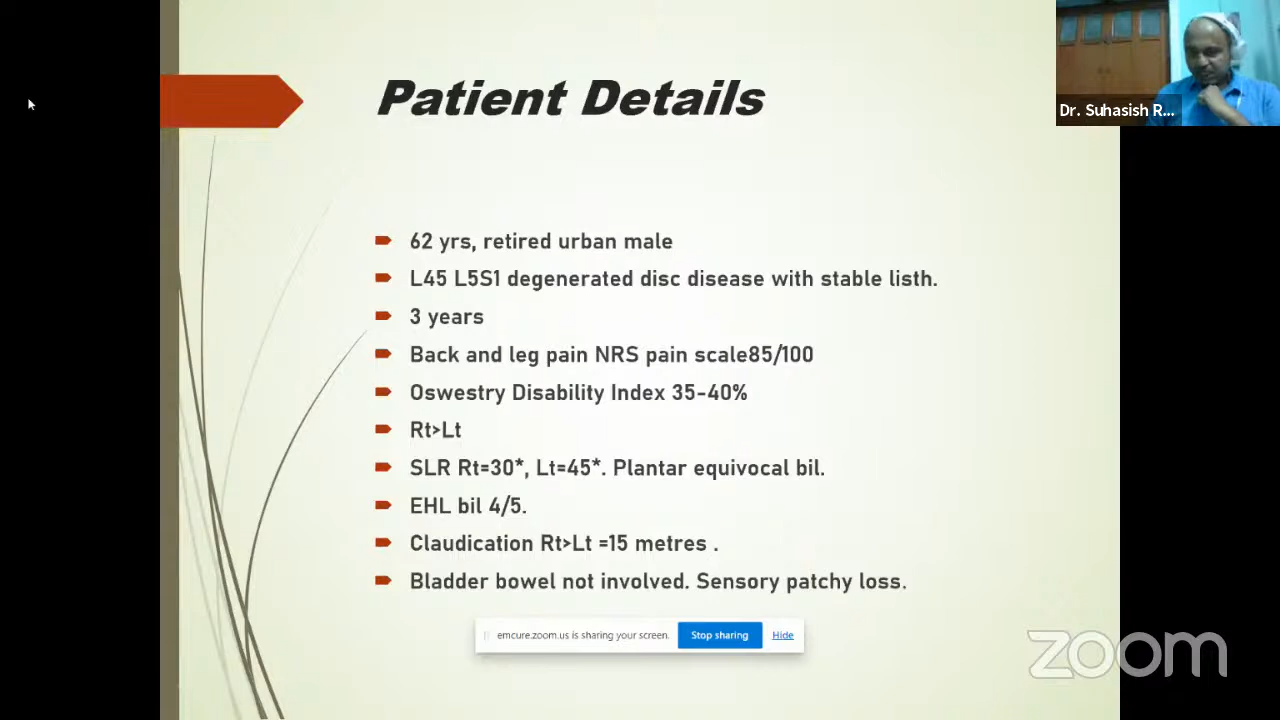 Patient Details
Dr. Suhasish R...
62 yrs, retired urban male
L45 L5S1 degenerated disc disease with stable listh.
3 years
Back and leg pain NRS pain scale85/100
Oswestry Disability Index 35-40%
Rt>Lt
SLR Rt=30*, Lt=45*. Plantar equivocal bil.
EHL bil 4/5.
Claudication Rt>Lt =15 metres .
Bladder bowel not involved. Sensory patchy loss.
emcure.zoom.us is sharing your screen. Stop sharing Hide
zoom